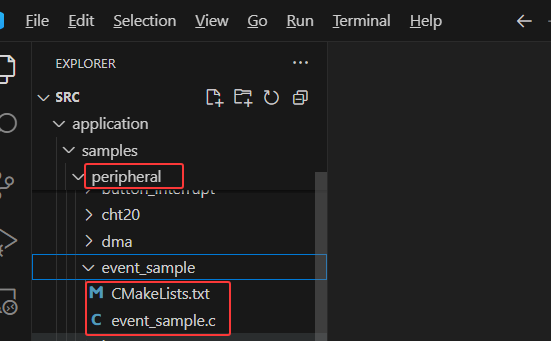 File Edit Selection View Go Run Terminal Help
EXPLORER
SRC
application
samples
peripheral
button_interrupt
cht20
dma
event_sample
CMakeLists.txt
C event_sample.c